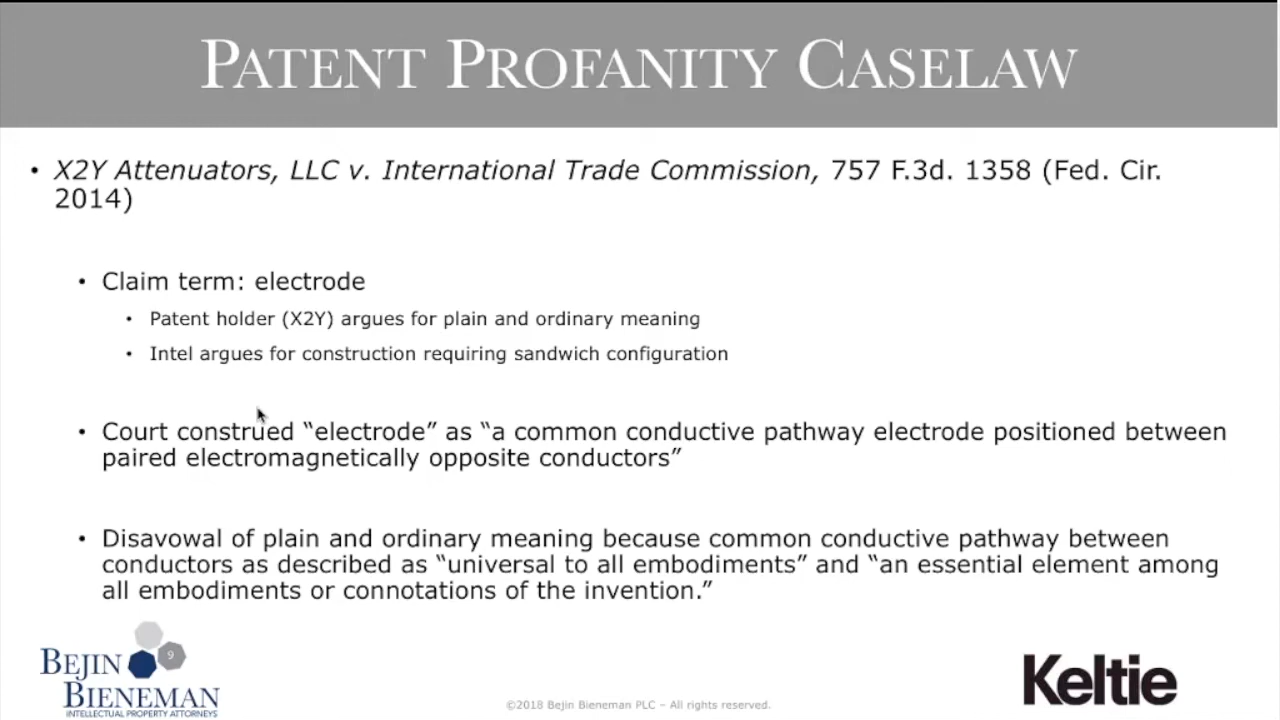 PATENT PROFANITY CASELAW
• X2Y Attenuators, LLC v. International Trade Commission, 757 F.3d. 1358 (Fed. Cir.
2014)
• Claim term: electrode
• Patent holder (X2Y) argues for plain and ordinary meaning
• Intel argues for construction requiring sandwich configuration
• Court construed “electrode” as “a common conductive pathway electrode positioned between
paired electromagnetically opposite conductors”
• Disavowal of plain and ordinary meaning because common conductive pathway between
conductors as described as “universal to all embodiments” and “an essential element among
all embodiments or connotations of the invention.”
9
BEJIN
BIENEMAN
INTELLECTUAL PROPERTY ATTORNEYS
©2018 Bejin Bieneman PLC – All rights reserved.
Keltie